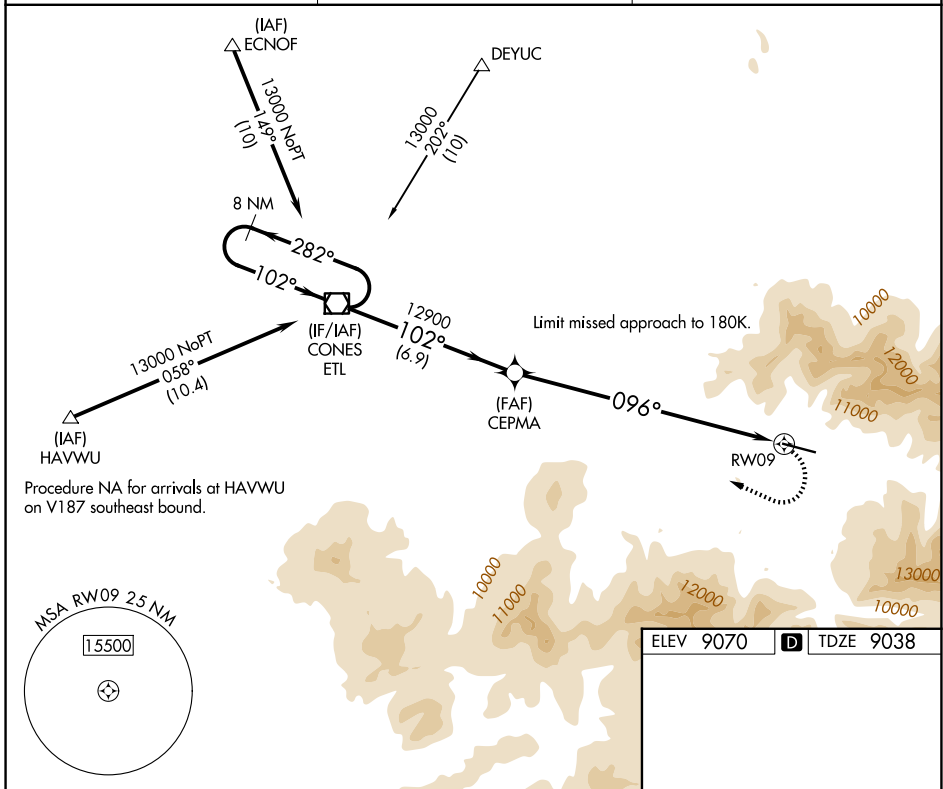 (IAF)
ECNOF
DEYUC
13000 NoPT
149°
(10)
13000
202°
(10)
8 NM
282°
102°
(IF/IAF)
CONES
ETL
12900
102°
(6.9)
Limit missed approach to 180K.
10000
12000
11000
13000 NoPT
058°
(10.4)
(IAF)
HAVWU
(FAF)
CEPMA
096°
RW09
Procedure NA for arrivals at HAVWU
on V187 southeast bound.
10000
11000
12000
13000
10000
MSA RW09 25 NM
15500
ELEV 9070 D TDZE 9038